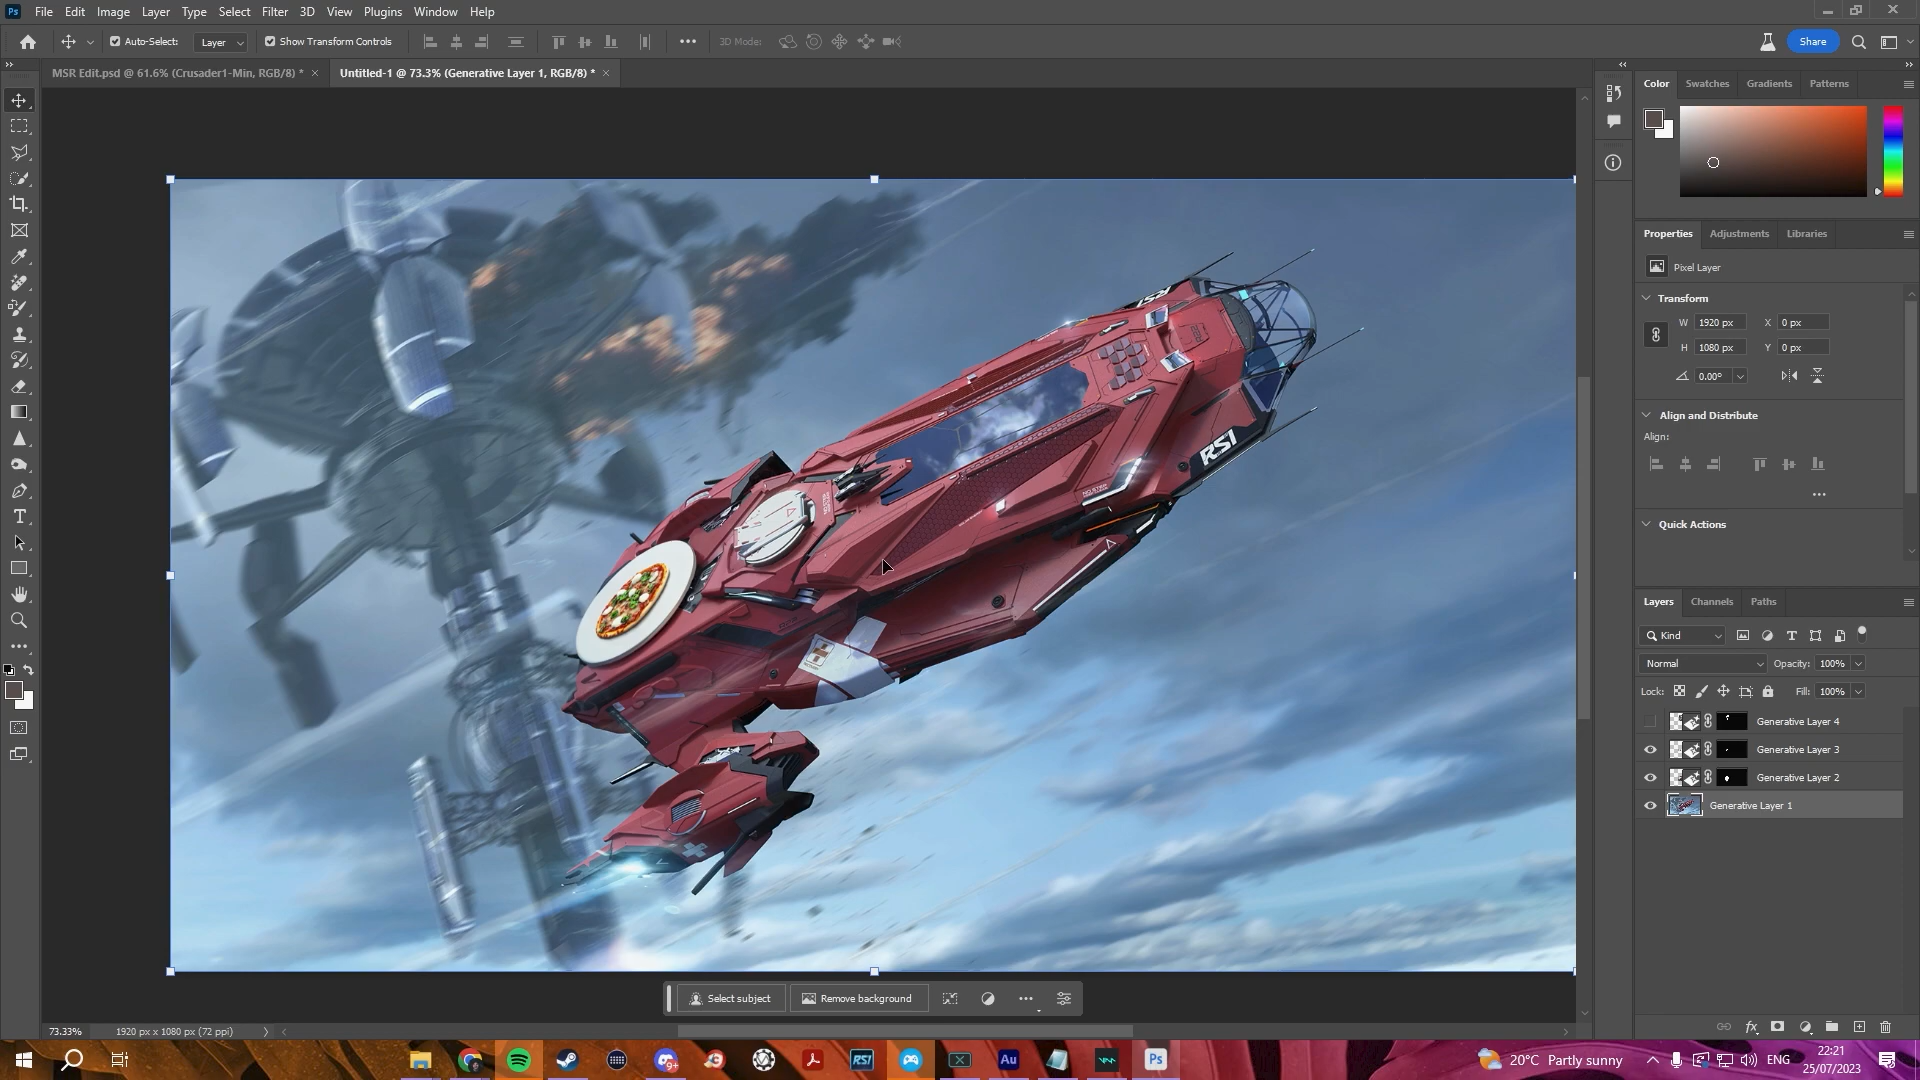 Ps File Edit Image Layer Type Select Filter 3D View Plugins Window Help
Auto-Select: Layer Show Transform Controls 3D Mode: Share
MSR Edit.psd @ 61.6% (Crusader1-Min, RGB/8) * Untitled-1 @ 73.3% (Generative Layer 1, RGB/8) *
Color Swatches Gradients Patterns
Properties Adjustments Libraries
Pixel Layer
Transform
W 1920 px X 0 px
H 1080 px Y 0 px
0.00°
Align and Distribute
Align:
Quick Actions
RSI
RSI
Layers Channels Paths
Kind
Normal Opacity: 100%
Lock: Fill: 100%
Generative Layer 4
Generative Layer 3
Generative Layer 2
Generative Layer 1
Select subject Remove background
73.33% 1920 px x 1080 px (72 ppi)
9+ RSI Au Ps 20°C Partly sunny ENG 22:21
25/07/2023